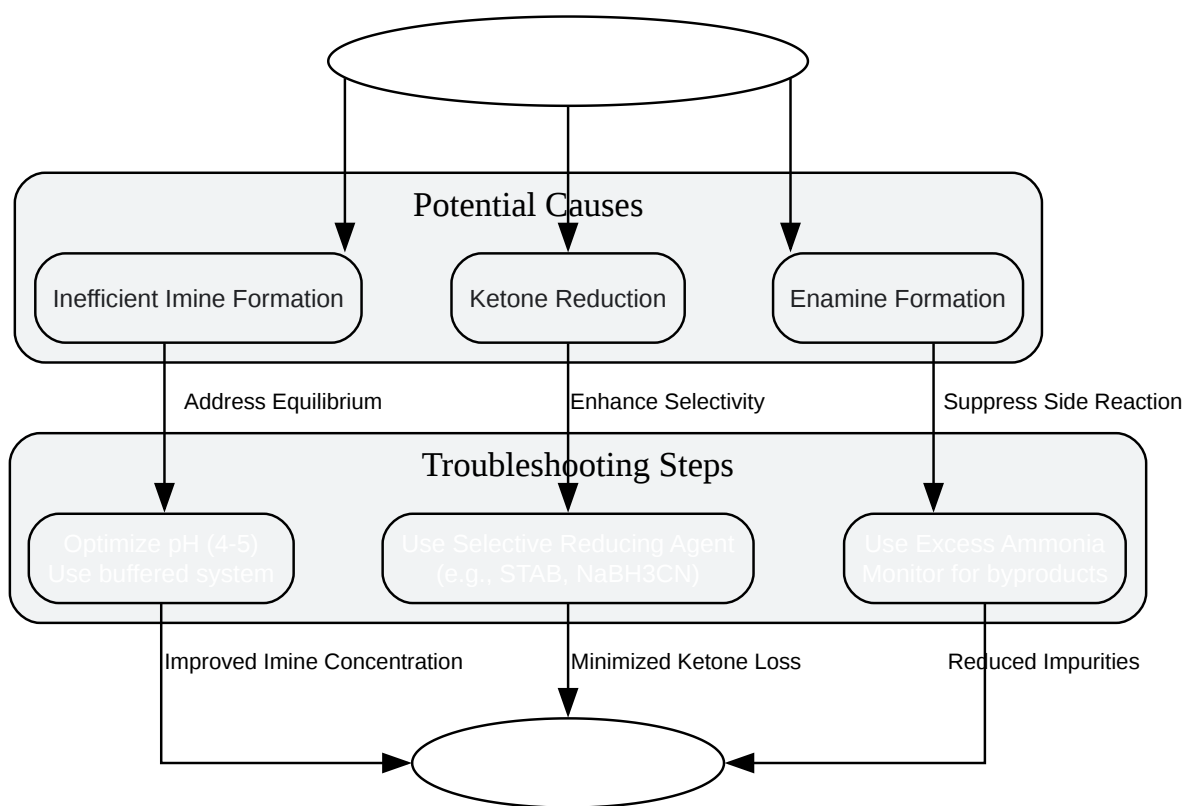 Potential Causes
Inefficient Imine Formation
Ketone Reduction
Enamine Formation
Address Equilibrium
Enhance Selectivity
Suppress Side Reaction
Troubleshooting Steps
Optimize pH (4-5)
Use buffered system
Use Selective Reducing Agent
(e.g., STAB, NaBH3CN)
Use Excess Ammonia
Monitor for byproducts
Improved Imine Concentration
Minimized Ketone Loss
Reduced Impurities